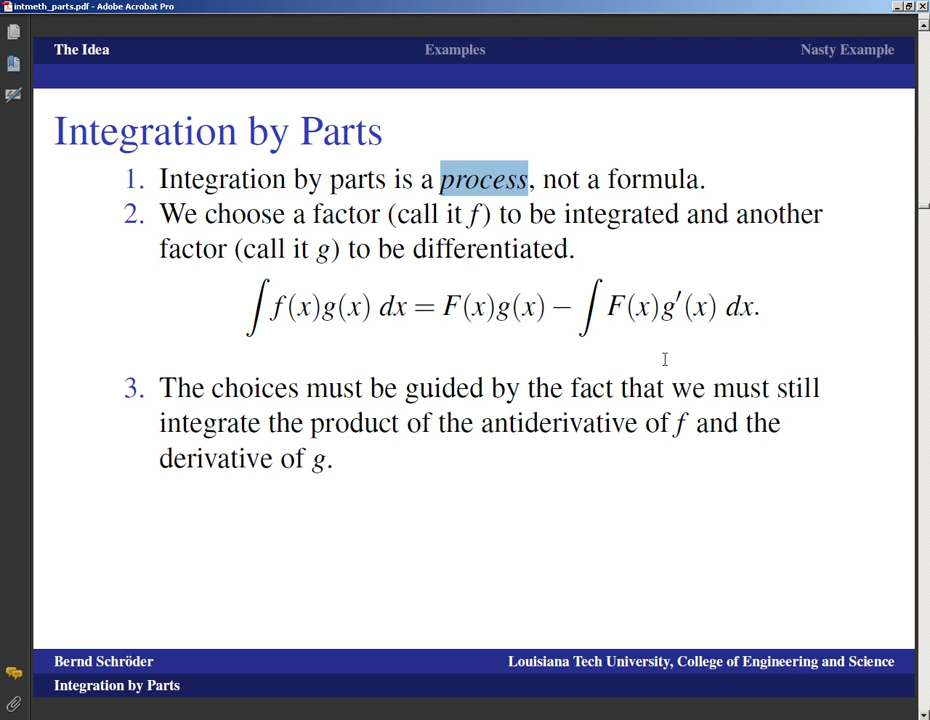 intmeth_parts.pdf - Adobe Acrobat Pro
The Idea Examples Nasty Example
Integration by Parts
1. Integration by parts is a process, not a formula.
2. We choose a factor (call it f) to be integrated and another
factor (call it g) to be differentiated.
∫ f(x)g(x) dx = F(x)g(x) − ∫ F(x)g′(x) dx.
3. The choices must be guided by the fact that we must still
integrate the product of the antiderivative of f and the
derivative of g.
Bernd Schröder Louisiana Tech University, College of Engineering and Science
Integration by Parts